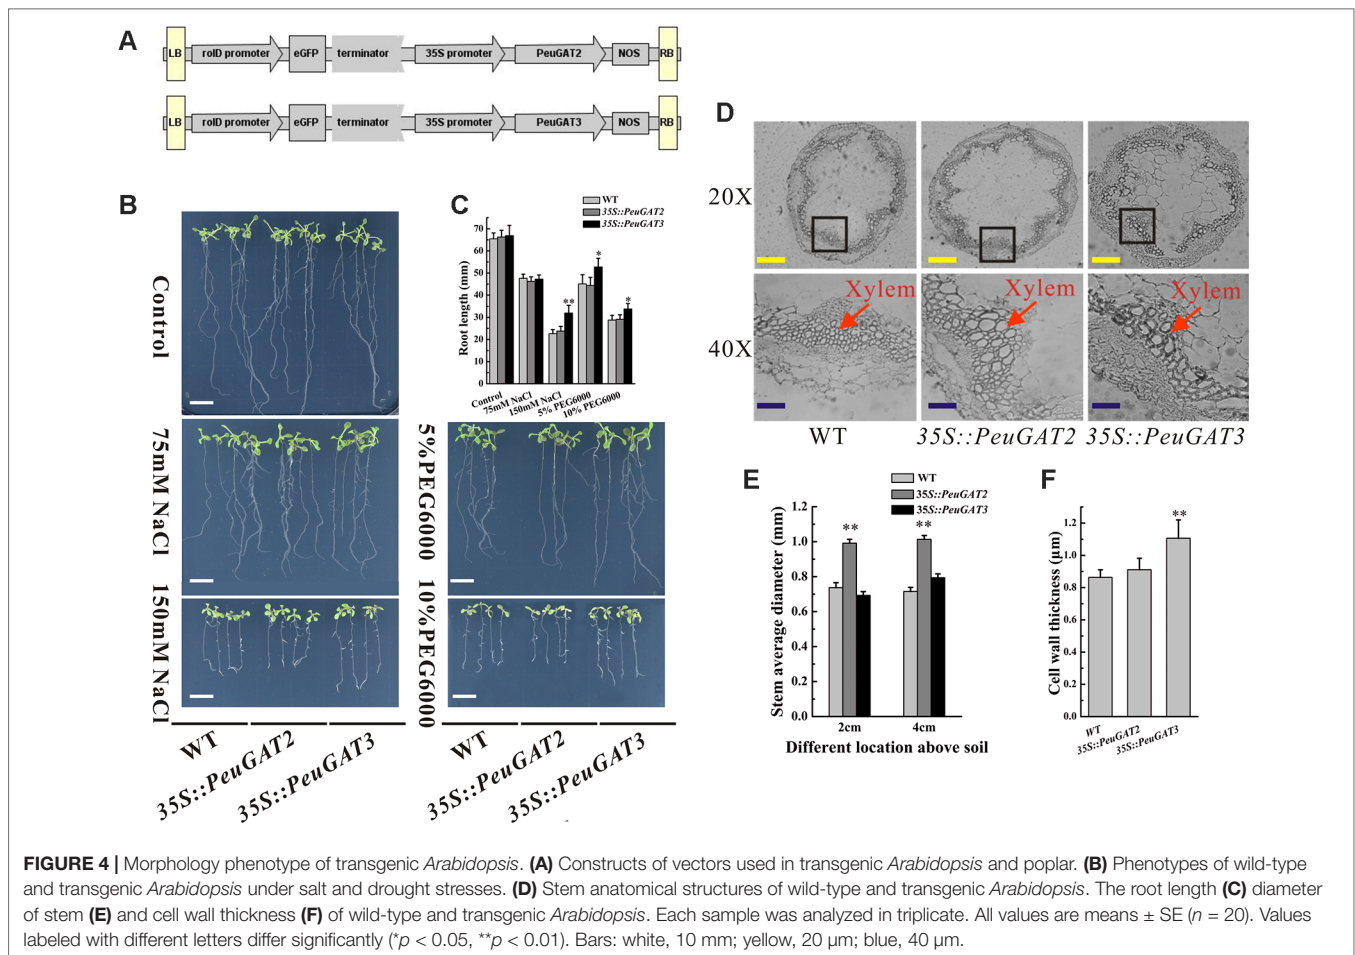 A
LB rolD promoter eGFP terminator 35S promoter PeuGAT2 NOS RB
LB rolD promoter eGFP terminator 35S promoter PeuGAT3 NOS RB
B
Control
75mM NaCl
150mM NaCl
5%PEG6000
10%PEG6000
WT
35S::PeuGAT2
35S::PeuGAT3
WT
35S::PeuGAT2
35S::PeuGAT3
C
WT
35S::PeuGAT2
35S::PeuGAT3
Root length (mm)
70
60
50
40
30
20
10
0
**
*
*
Control
75mM NaCl
150mM NaCl
5% PEG6000
10% PEG6000
D
20X
40X
Xylem
Xylem
Xylem
WT
35S::PeuGAT2
35S::PeuGAT3
E
WT
35S::PeuGAT2
35S::PeuGAT3
Stem average diameter (mm)
1.2
1.0
0.8
0.6
0.4
0.2
0.0
**
**
2cm
4cm
Different location above soil
F
Cell wall thickness (μm)
1.2
1.0
0.8
0.6
0.4
0.2
0.0
**
WT
35S::PeuGAT2
35S::PeuGAT3
FIGURE 4 | Morphology phenotype of transgenic Arabidopsis. (A) Constructs of vectors used in transgenic Arabidopsis and poplar. (B) Phenotypes of wild-type
and transgenic Arabidopsis under salt and drought stresses. (D) Stem anatomical structures of wild-type and transgenic Arabidopsis. The root length (C) diameter
of stem (E) and cell wall thickness (F) of wild-type and transgenic Arabidopsis. Each sample was analyzed in triplicate. All values are means ± SE (n = 20). Values
labeled with different letters differ significantly (*p < 0.05, **p < 0.01). Bars: white, 10 mm; yellow, 20 μm; blue, 40 μm.